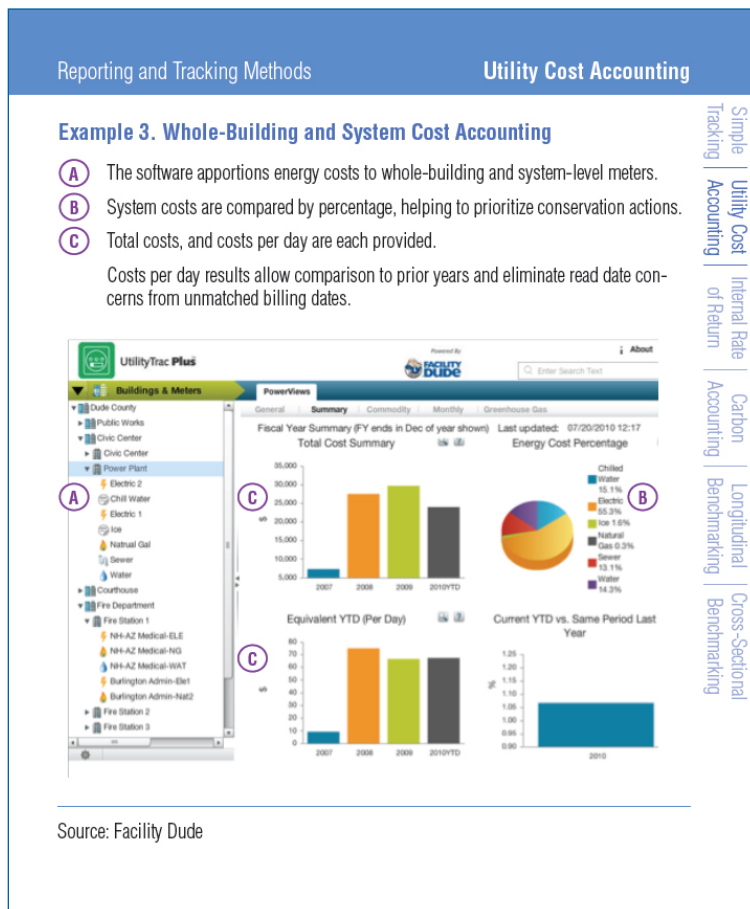 Reporting and Tracking Methods
Utility Cost Accounting
Example 3. Whole-Building and System Cost Accounting
A The software apportions energy costs to whole-building and system-level meters.
B System costs are compared by percentage, helping to prioritize conservation actions.
C Total costs, and costs per day are each provided.
Costs per day results allow comparison to prior years and eliminate read date con-
cerns from unmatched billing dates.
Simple
Tracking
Utility Cost
Accounting
Internal Rate
of Return
Carbon
Accounting
Longitudinal
Benchmarking
Cross-Sectional
Benchmarking
UtilityTrac Plus
Powered By
FACILITY
DUDE
About
Enter Search Text
Buildings & Meters
PowerViews
General
Summary
Commodity
Monthly
Greenhouse Gas
Dude County
Public Works
Civic Center
Civic Center
Power Plant
Electric 2
Chill Water
Electric 1
Ice
Natrual Gal
Sewer
Water
Courthouse
Fire Department
Fire Station 1
NH-AZ Medical-ELE
NH-AZ Medical-NG
NH-AZ Medical-WAT
Burlington Admin-Ele1
Burlington Admin-Nat2
Fire Station 2
Fire Station 3
A
Fiscal Year Summary (FY ends in Dec of year shown) Last updated: 07/20/2010 12:17
Total Cost Summary
C
$
35,000
30,000
25,000
20,000
15,000
10,000
5,000
2007
2008
2009
2010YTD
Energy Cost Percentage
Chilled
Water
15.1%
Electric
55.3%
Ice 1.6%
Natural
Gas 0.3%
Sewer
13.1%
Water
14.3%
B
Equivalent YTD (Per Day)
C
$
80
70
60
50
40
30
20
10
0
2007
2008
2009
2010YTD
Current YTD vs. Same Period Last
Year
%
1.25
1.20
1.15
1.10
1.05
1.00
0.95
0.90
2010
Source: Facility Dude